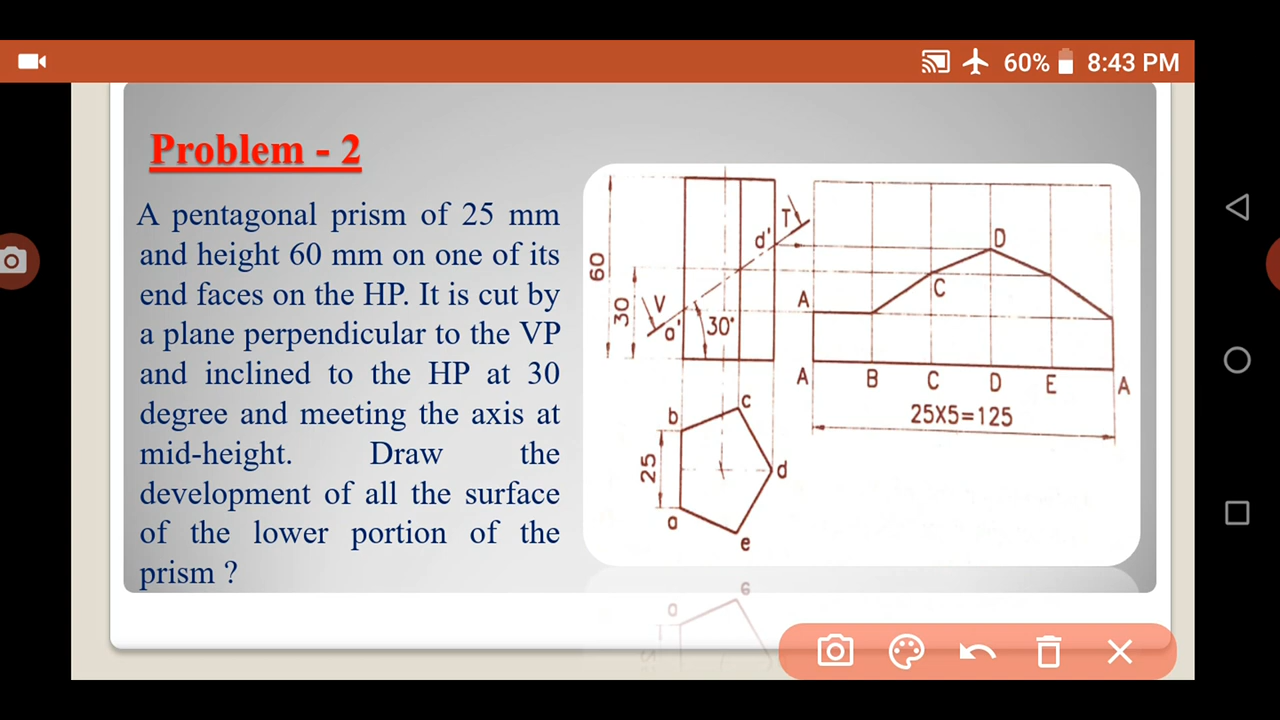 60% 8:43 PM
Problem - 2
A pentagonal prism of 25 mm
and height 60 mm on one of its
end faces on the HP. It is cut by
a plane perpendicular to the VP
and inclined to the HP at 30
degree and meeting the axis at
mid-height. Draw the
development of all the surface
of the lower portion of the
prism ?
T
d'
D
60
30
V
A
C
a'
30°
A B C D E A
25X5=125
b
c
25
d
a
e
e
a